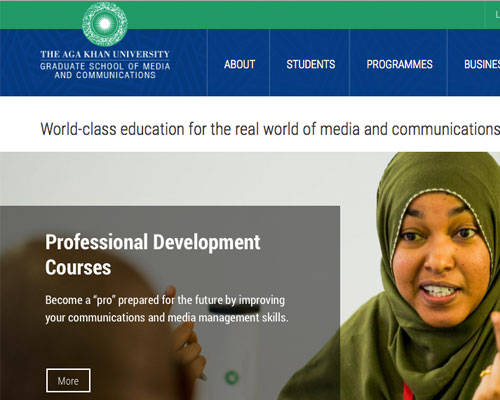 THE AGA KHAN UNIVERSITY
GRADUATE SCHOOL OF MEDIA
AND COMMUNICATIONS
ABOUT
STUDENTS
PROGRAMMES
World-class education for the real world of media and communications
Professional Development
Courses
Become a “pro” prepared for the future by improving
your communications and media management skills.
More